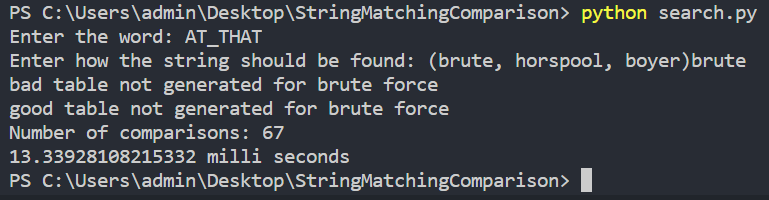 PS C:\Users\admin\Desktop\StringMatchingComparison> python search.py
Enter the word: AT_THAT
Enter how the string should be found: (brute, horspool, boyer)brute
bad table not generated for brute force
good table not generated for brute force
Number of comparisons: 67
13.33928108215332 milli seconds
PS C:\Users\admin\Desktop\StringMatchingComparison>